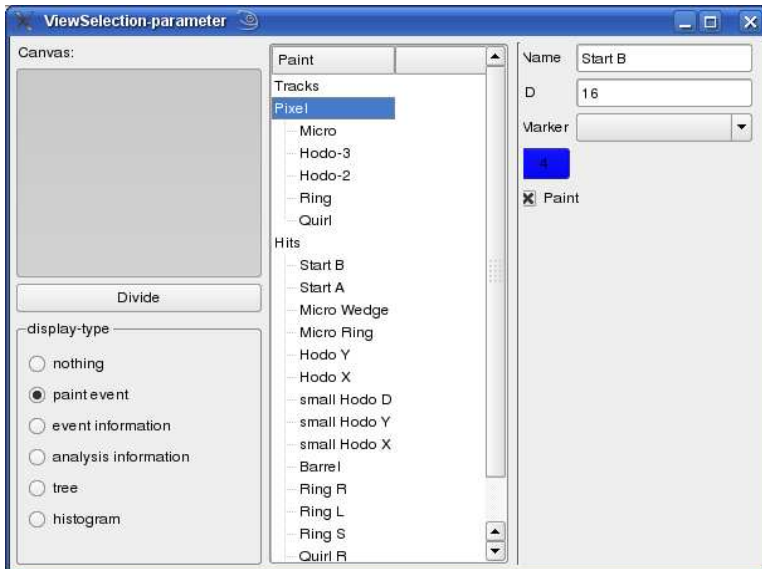 ViewSelection-parameter
Canvas:
Divide
display-type
nothing
paint event
event information
analysis information
tree
histogram
Paint
Tracks
Pixel
Micro
Hodo-3
Hodo-2
Ring
Quirl
Hits
Start B
Start A
Micro Wedge
Micro Ring
Hodo Y
Hodo X
small Hodo D
small Hodo Y
small Hodo X
Barrel
Ring R
Ring L
Ring S
Quirl R
Name Start B
ID 16
Marker
4
Paint